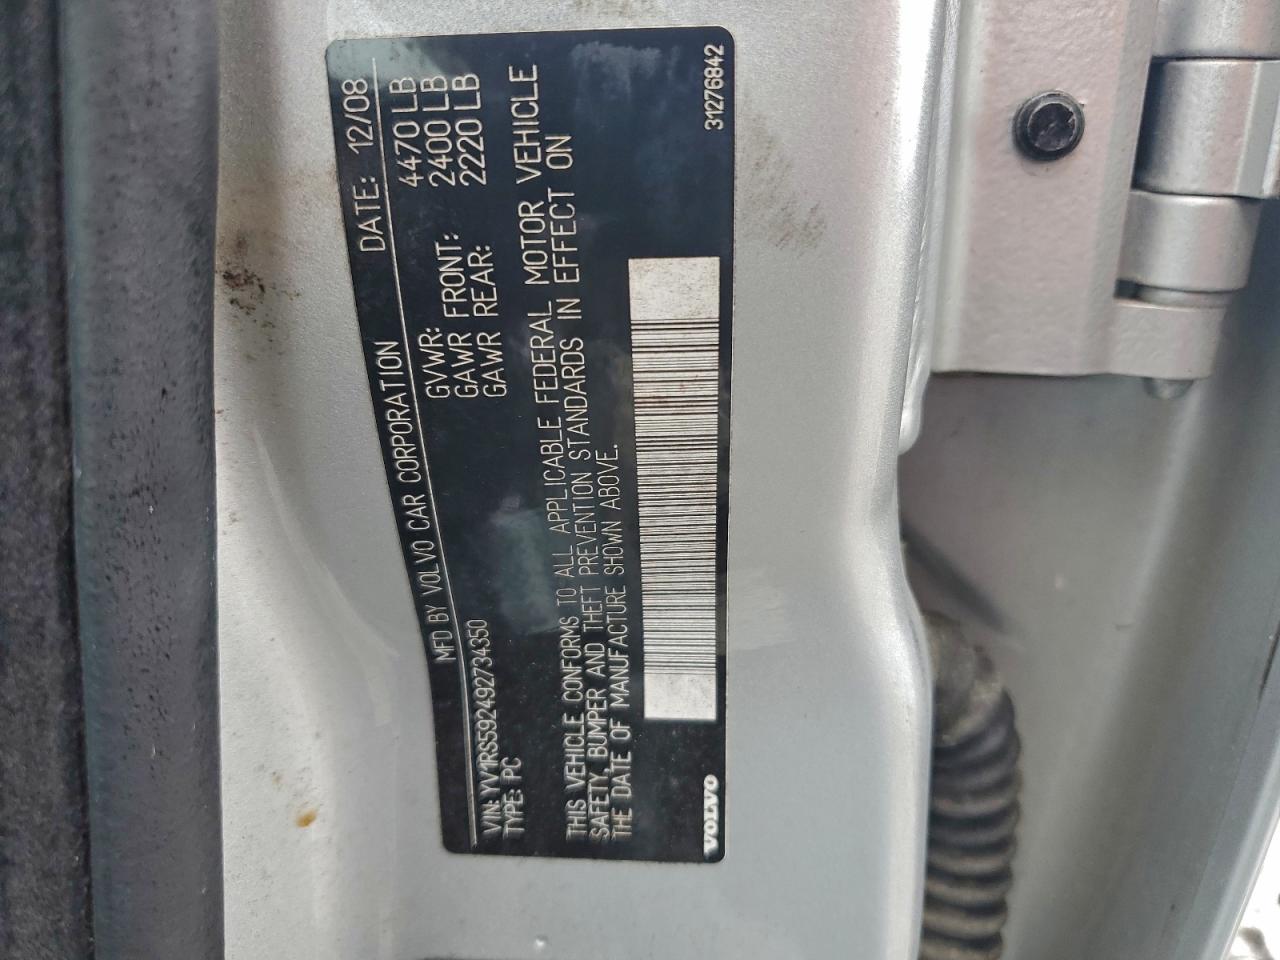 MFD BY VOLVO CAR CORPORATION DATE: 12/08
GVWR: 4470 LB
GAWR FRONT: 2400 LB
GAWR REAR: 2220 LB
VIN: YV1RS592492734350
TYPE: PC
THIS VEHICLE CONFORMS TO ALL APPLICABLE FEDERAL MOTOR VEHICLE
SAFETY, BUMPER AND THEFT PREVENTION STANDARDS IN EFFECT ON
THE DATE OF MANUFACTURE SHOWN ABOVE.
VOLVO 31276842